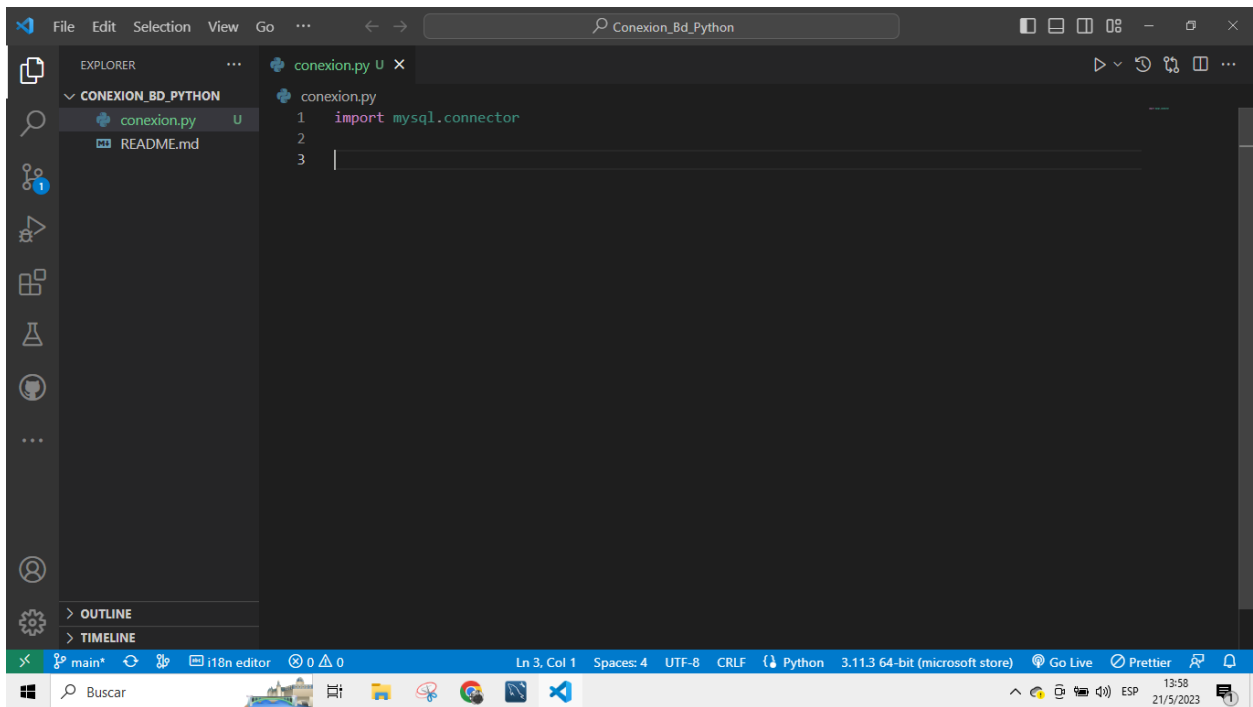 File Edit Selection View Go ··· Conexion_Bd_Python
EXPLORER ···
conexion.py U
CONEXION_BD_PYTHON
conexion.py U
README.md
conexion.py
1 import mysql.connector
2
3
1
OUTLINE
TIMELINE
main* i18n editor 0 0 Ln 3, Col 1 Spaces: 4 UTF-8 CRLF Python 3.11.3 64-bit (microsoft store) Go Live Prettier
Buscar ESP 13:58
21/5/2023
1